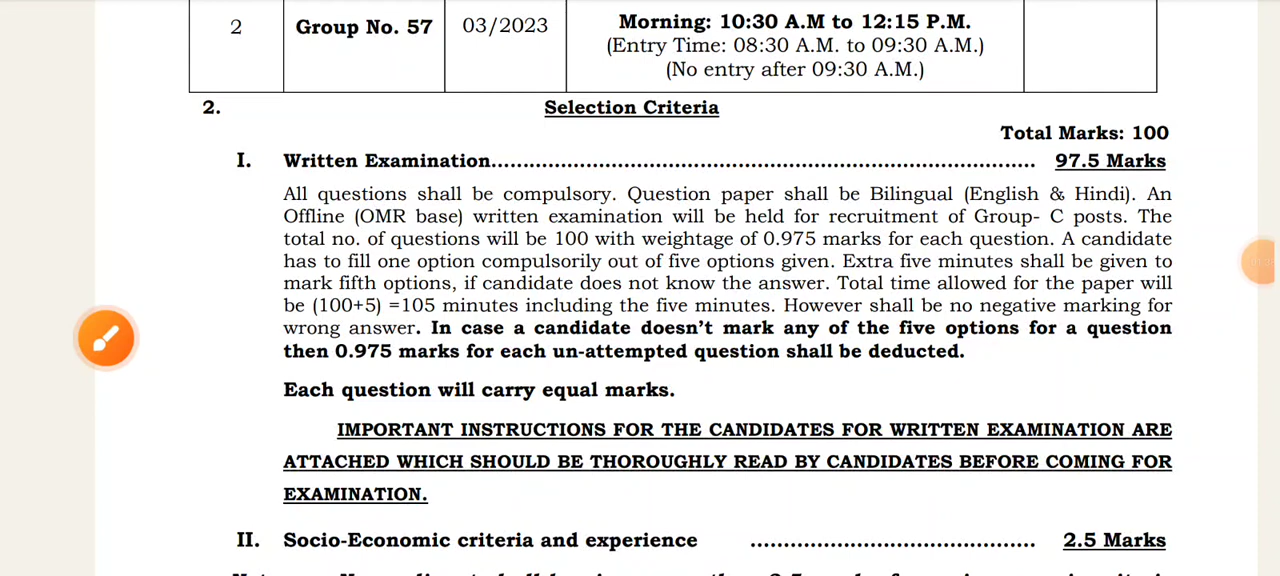 2
Group No. 57
03/2023
Morning: 10:30 A.M to 12:15 P.M.
(Entry Time: 08:30 A.M. to 09:30 A.M.)
(No entry after 09:30 A.M.)
2. Selection Criteria
Total Marks: 100
I. Written Examination........................................................................................ 97.5 Marks
All questions shall be compulsory. Question paper shall be Bilingual (English & Hindi). An
Offline (OMR base) written examination will be held for recruitment of Group- C posts. The
total no. of questions will be 100 with weightage of 0.975 marks for each question. A candidate
has to fill one option compulsorily out of five options given. Extra five minutes shall be given to
mark fifth options, if candidate does not know the answer. Total time allowed for the paper will
be (100+5) =105 minutes including the five minutes. However shall be no negative marking for
wrong answer. In case a candidate doesn't mark any of the five options for a question
then 0.975 marks for each un-attempted question shall be deducted.
Each question will carry equal marks.
IMPORTANT INSTRUCTIONS FOR THE CANDIDATES FOR WRITTEN EXAMINATION ARE
ATTACHED WHICH SHOULD BE THOROUGHLY READ BY CANDIDATES BEFORE COMING FOR
EXAMINATION.
II. Socio-Economic criteria and experience ............................................. 2.5 Marks